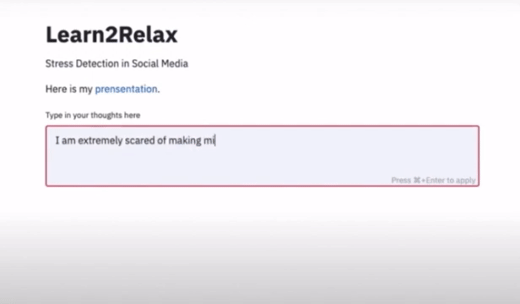 Learn2Relax
Stress Detection in Social Media
Here is my prensentation.
Type in your thoughts here
I am extremely scared of making mi
Press ⌘+Enter to apply